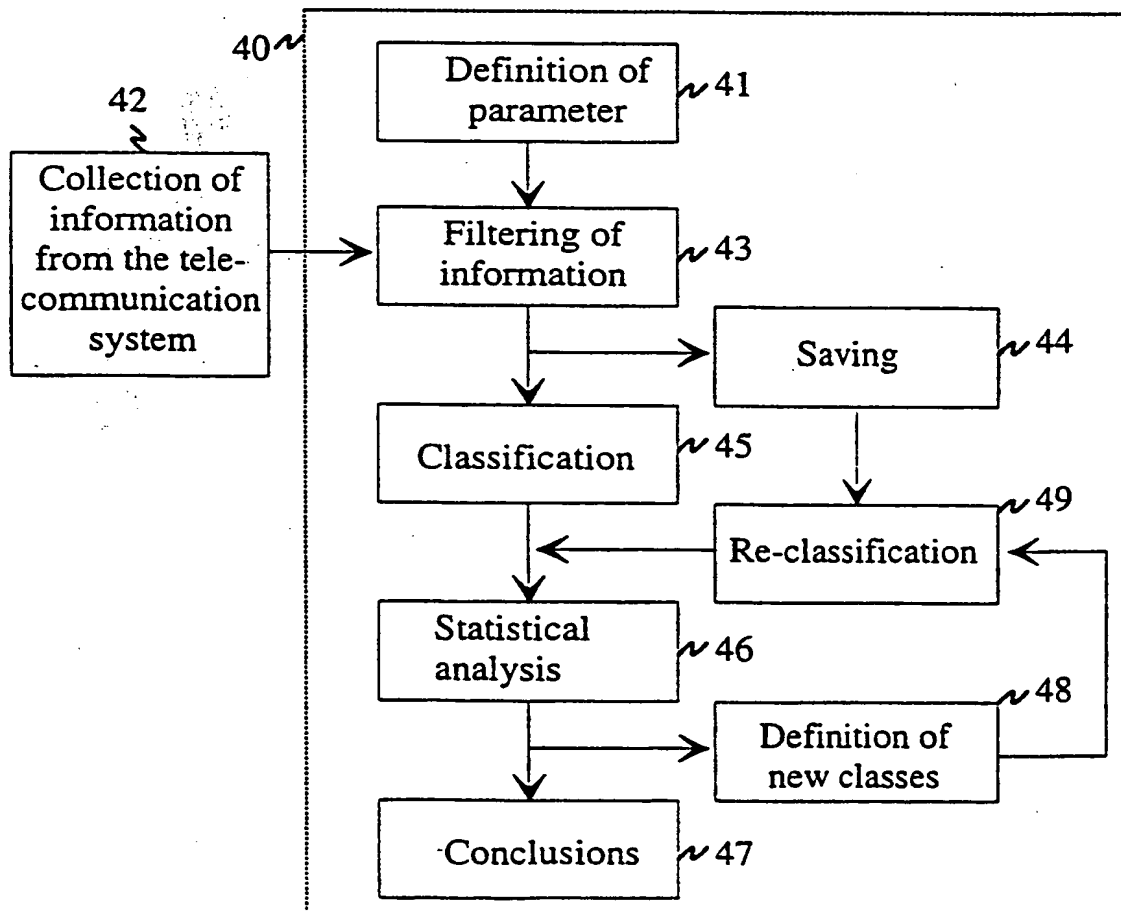 40
Definition of
parameter
41
42
Collection of
information
from the tele-
communication
system
Filtering of
information
43
Saving
44
Classification
45
Re-classification
49
Statistical
analysis
46
Definition of
new classes
48
Conclusions
47